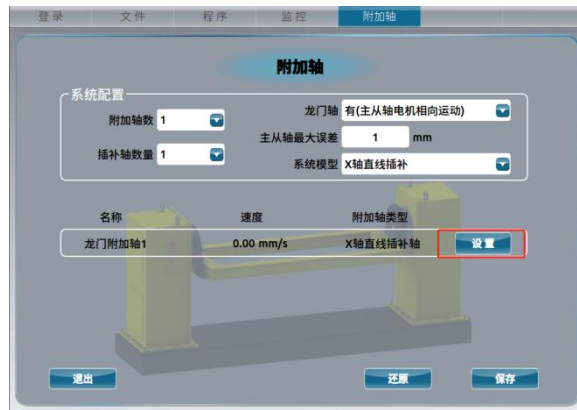 登录 文件 程序 监控 附加轴
附加轴
系统配置
附加轴数 1
龙门轴 有(主从轴电机相向运动)
主从轴最大误差 1 mm
插补轴数量 1
系统模型 X轴直线插补
名称 速度 附加轴类型
龙门附加轴1 0.00 mm/s X轴直线插补轴 设置
退出 还原 保存